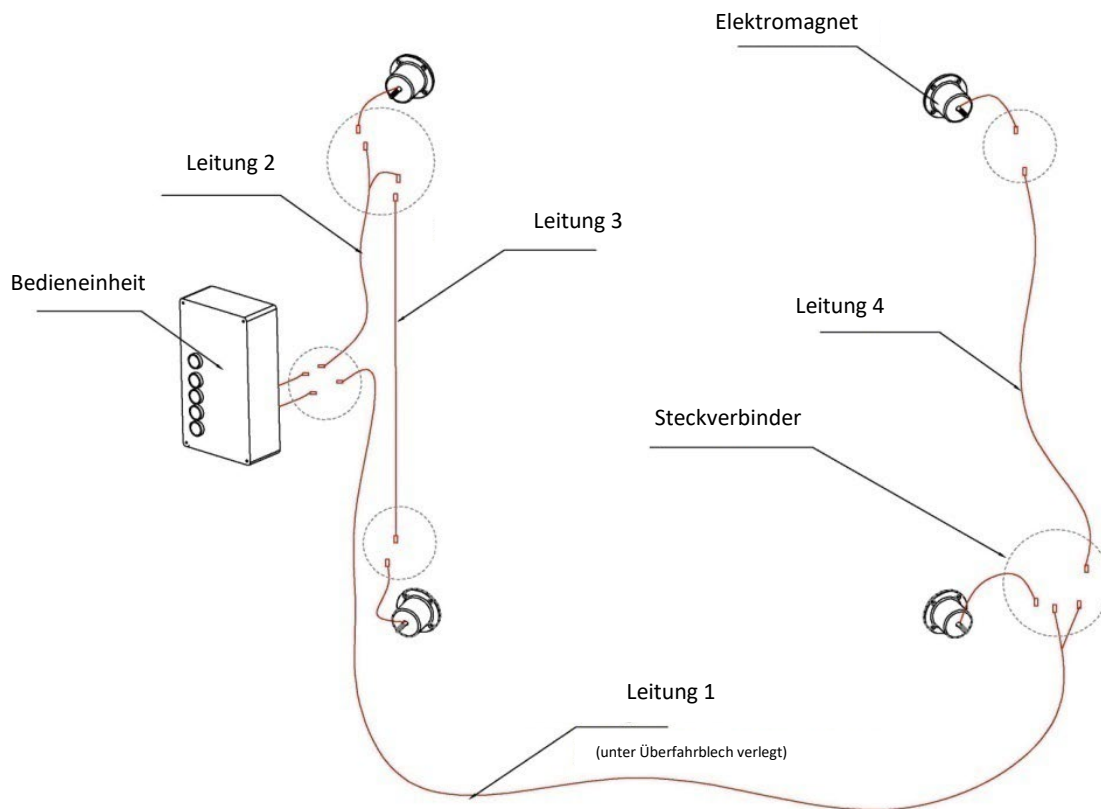 Elektromagnet
Leitung 2
Leitung 3
Bedieneinheit
Leitung 4
Steckverbinder
Leitung 1
(unter Überfahrblech verlegt)